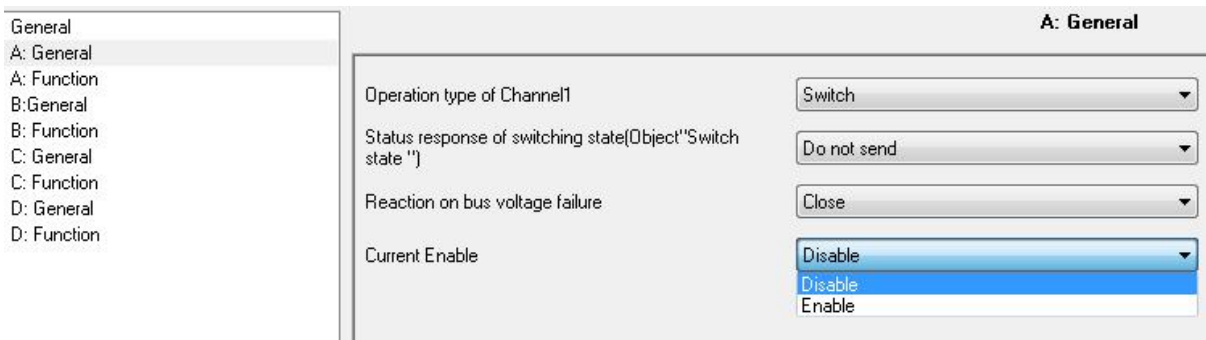 General
A: General
A: Function
B:General
B: Function
C: General
C: Function
D: General
D: Function
A: General
Operation type of Channel1
Switch
Status response of switching state(Object"Switch
state ")
Do not send
Reaction on bus voltage failure
Close
Current Enable
Disable
Disable
Enable